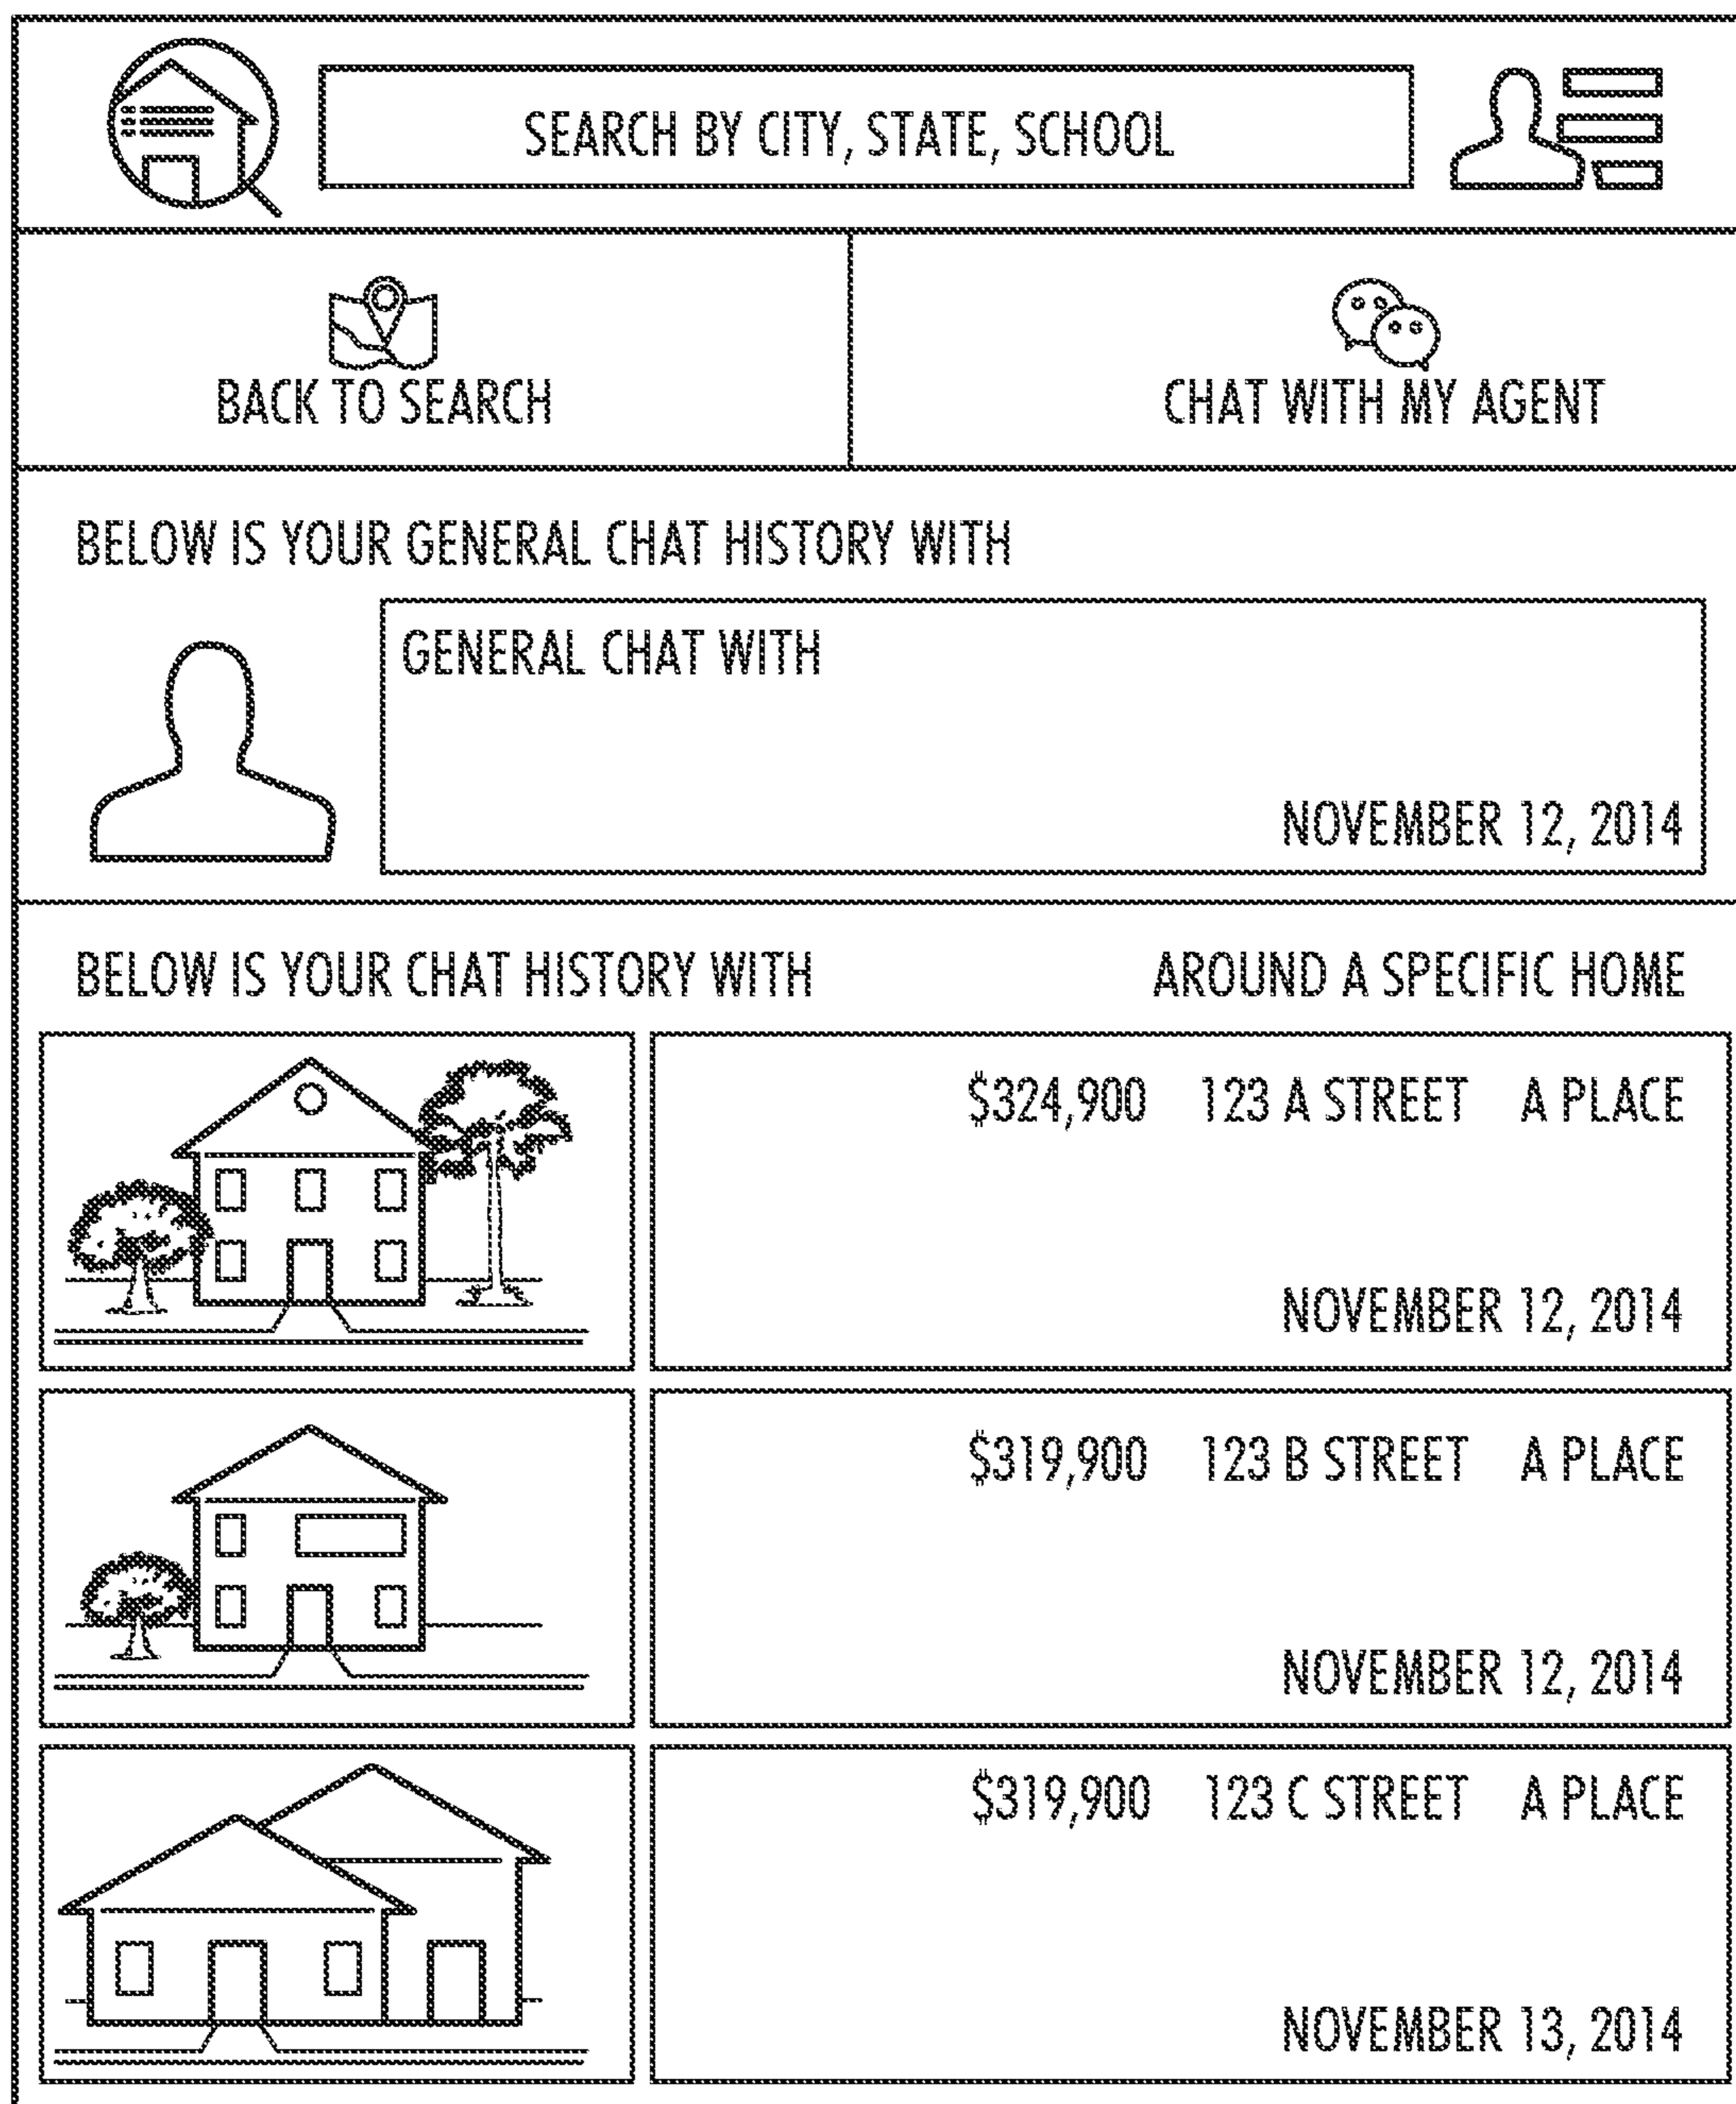 SEARCH BY CITY, STATE, SCHOOL
BACK TO SEARCH
CHAT WITH MY AGENT
BELOW IS YOUR GENERAL CHAT HISTORY WITH
GENERAL CHAT WITH
NOVEMBER 12, 2014
BELOW IS YOUR CHAT HISTORY WITH AROUND A SPECIFIC HOME
$324,900 123 A STREET A PLACE
NOVEMBER 12, 2014
$319,900 123 B STREET A PLACE
NOVEMBER 12, 2014
$319,900 123 C STREET A PLACE
NOVEMBER 13, 2014